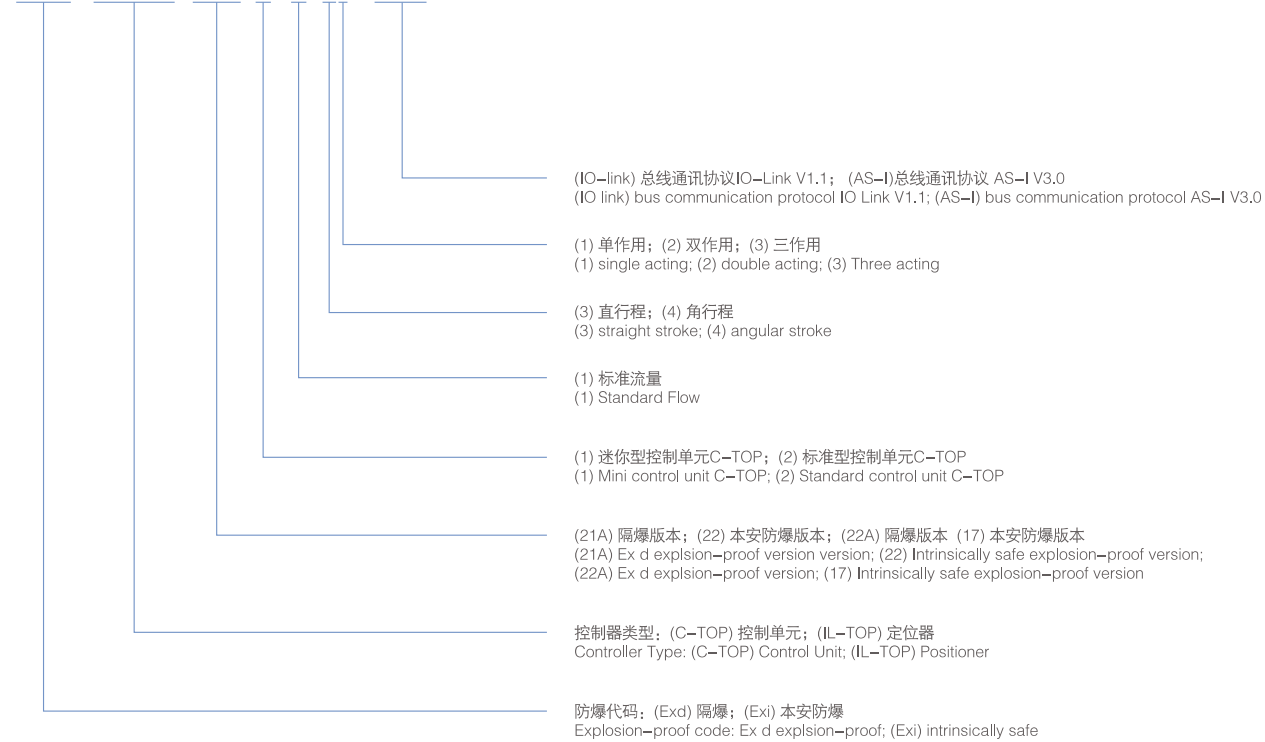 (IO–link) 总线通讯协议IO–Link V1.1； (AS–I)总线通讯协议 AS–I V3.0
(IO link) bus communication protocol IO Link V1.1; (AS–I) bus communication protocol AS–I V3.0
(1) 单作用；(2) 双作用；(3) 三作用
(1) single acting; (2) double acting; (3) Three acting
(3) 直行程；(4) 角行程
(3) straight stroke; (4) angular stroke
(1) 标准流量
(1) Standard Flow
(1) 迷你型控制单元C–TOP；(2) 标准型控制单元C–TOP
(1) Mini control unit C–TOP; (2) Standard control unit C–TOP
(21A) 隔爆版本；(22) 本安防爆版本；(22A) 隔爆版本 (17) 本安防爆版本
(21A) Ex d explsion–proof version version; (22) Intrinsically safe explosion–proof version;
(22A) Ex d explsion–proof version; (17) Intrinsically safe explosion–proof version
控制器类型：(C–TOP) 控制单元；(IL–TOP) 定位器
Controller Type: (C–TOP) Control Unit; (IL–TOP) Positioner
防爆代码：(Exd) 隔爆；(Exi) 本安防爆
Explosion–proof code: Ex d explsion–proof; (Exi) intrinsically safe